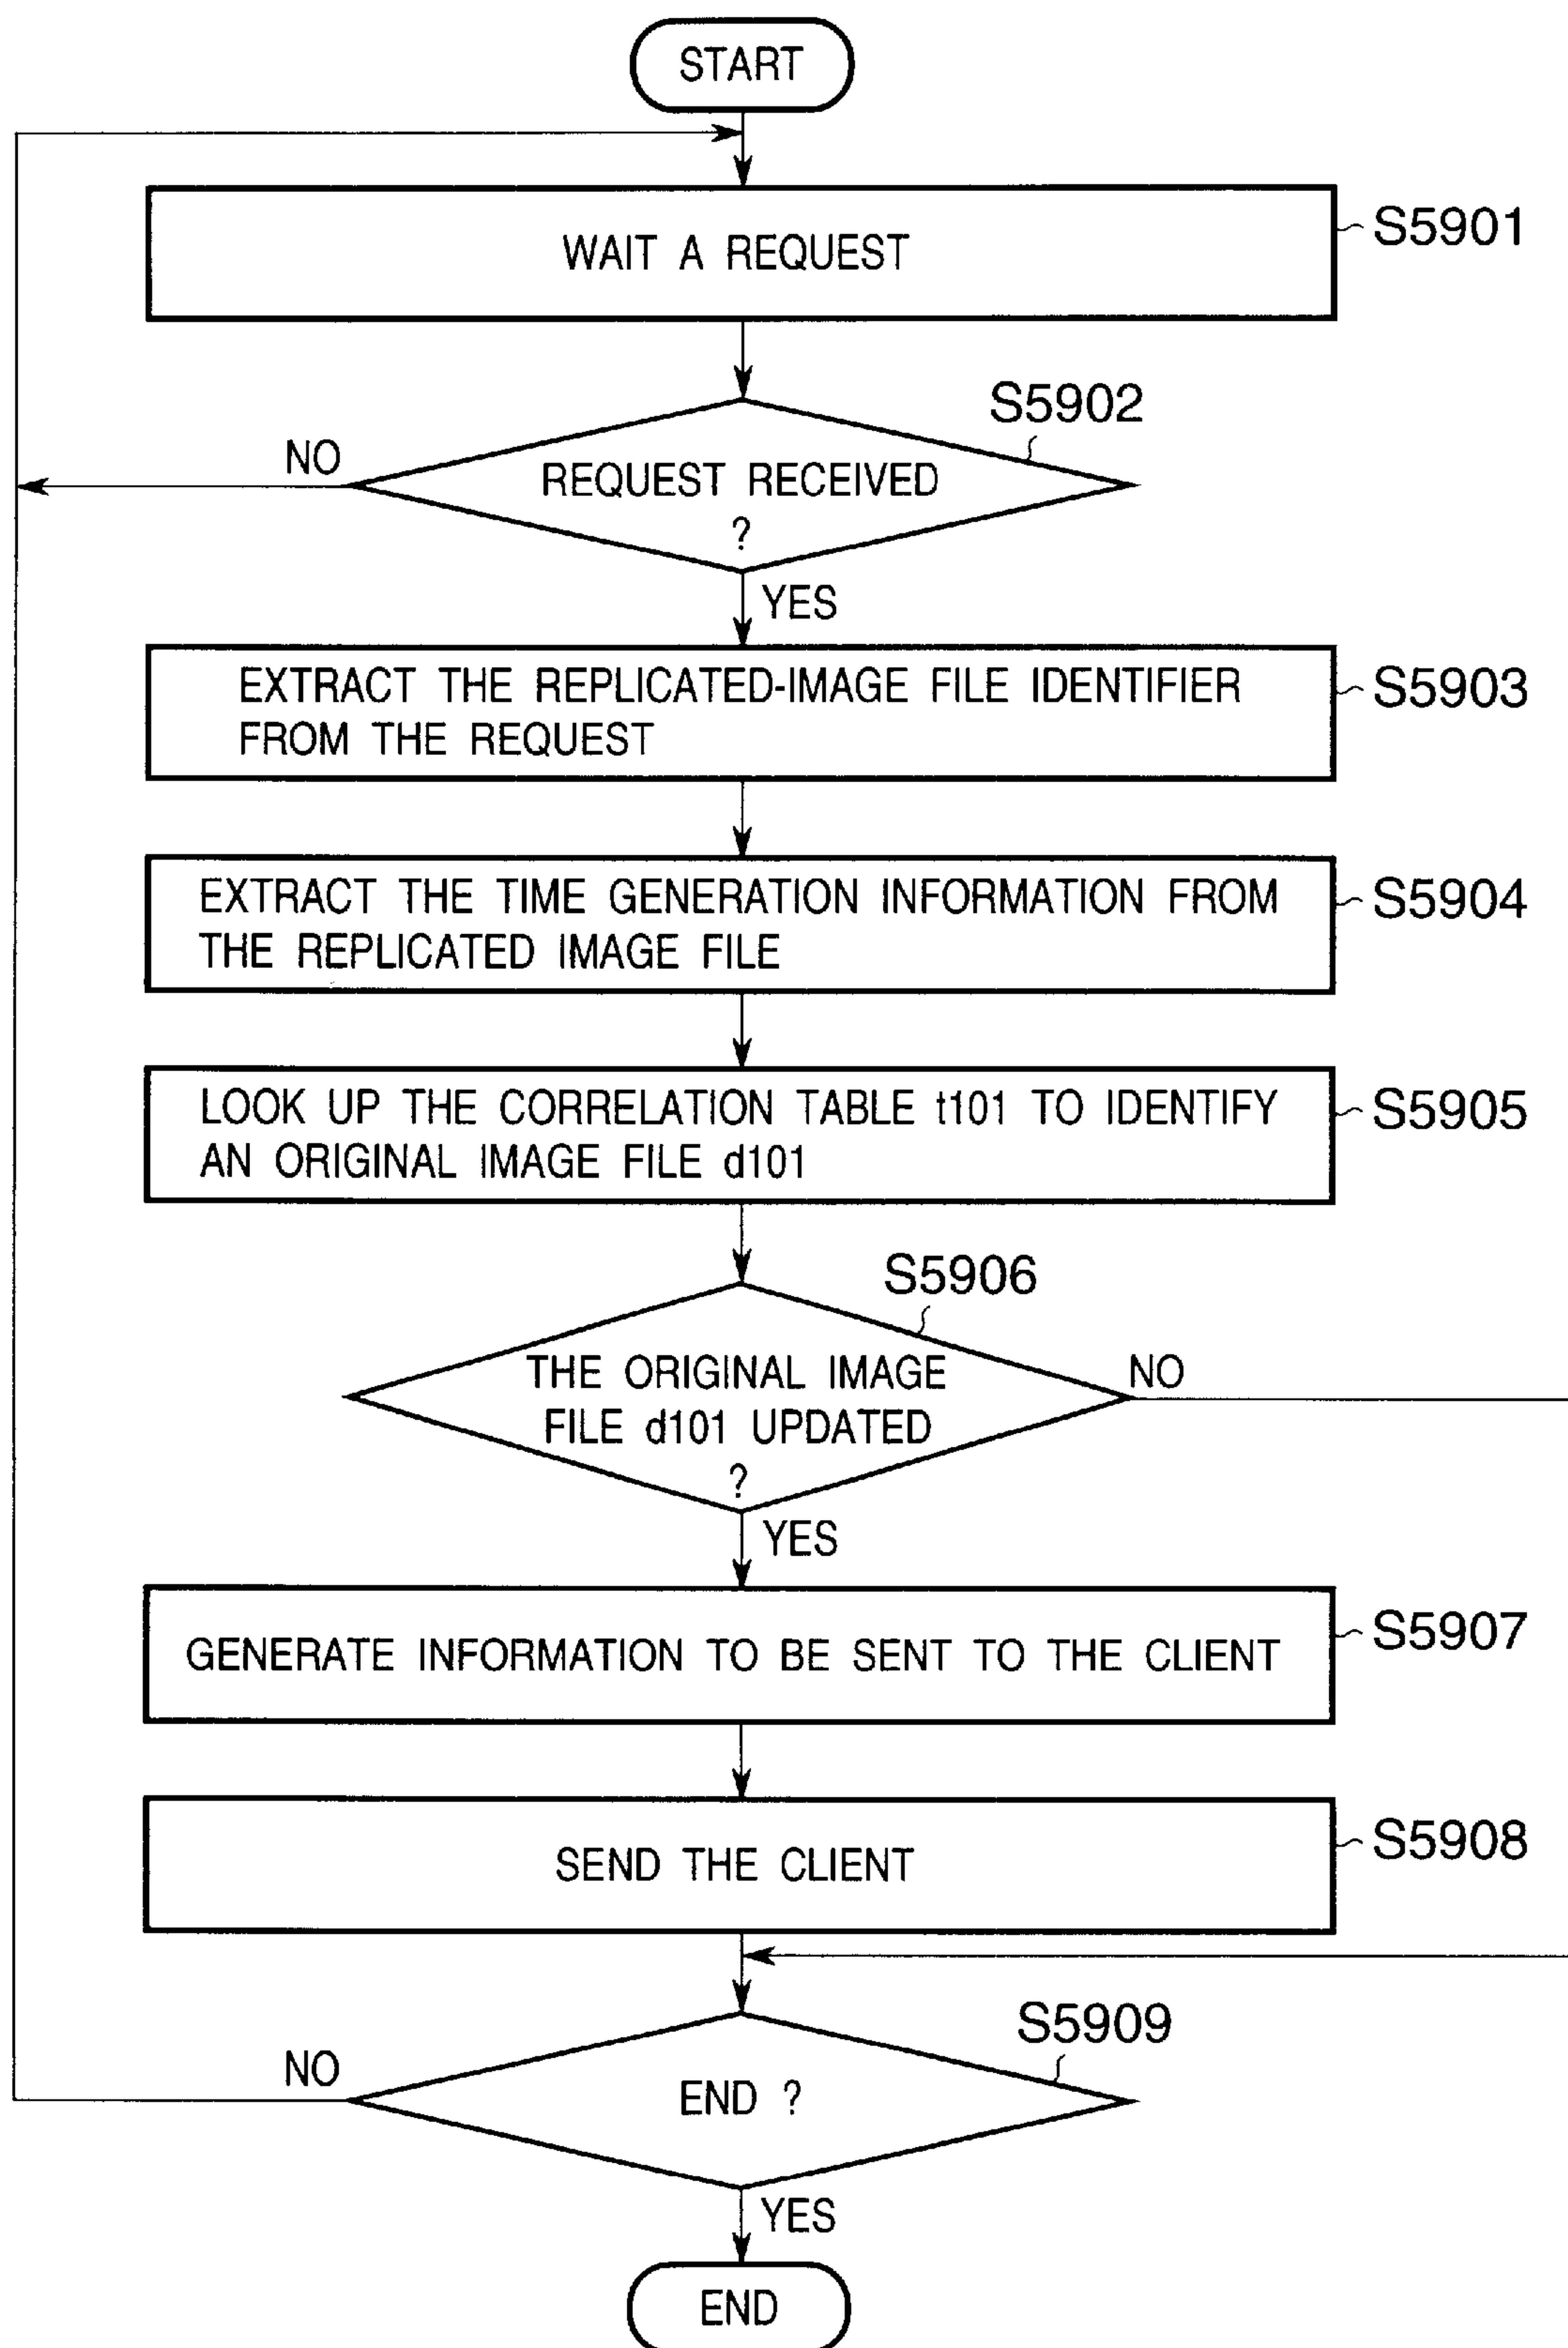 START
WAIT A REQUEST
S5901
S5902
NO
REQUEST RECEIVED
?
YES
EXTRACT THE REPLICATED-IMAGE FILE IDENTIFIER
FROM THE REQUEST
S5903
EXTRACT THE TIME GENERATION INFORMATION FROM
THE REPLICATED IMAGE FILE
S5904
LOOK UP THE CORRELATION TABLE t101 TO IDENTIFY
AN ORIGINAL IMAGE FILE d101
S5905
S5906
THE ORIGINAL IMAGE
FILE d101 UPDATED
?
NO
YES
GENERATE INFORMATION TO BE SENT TO THE CLIENT
S5907
SEND THE CLIENT
S5908
S5909
NO
END ?
YES
END